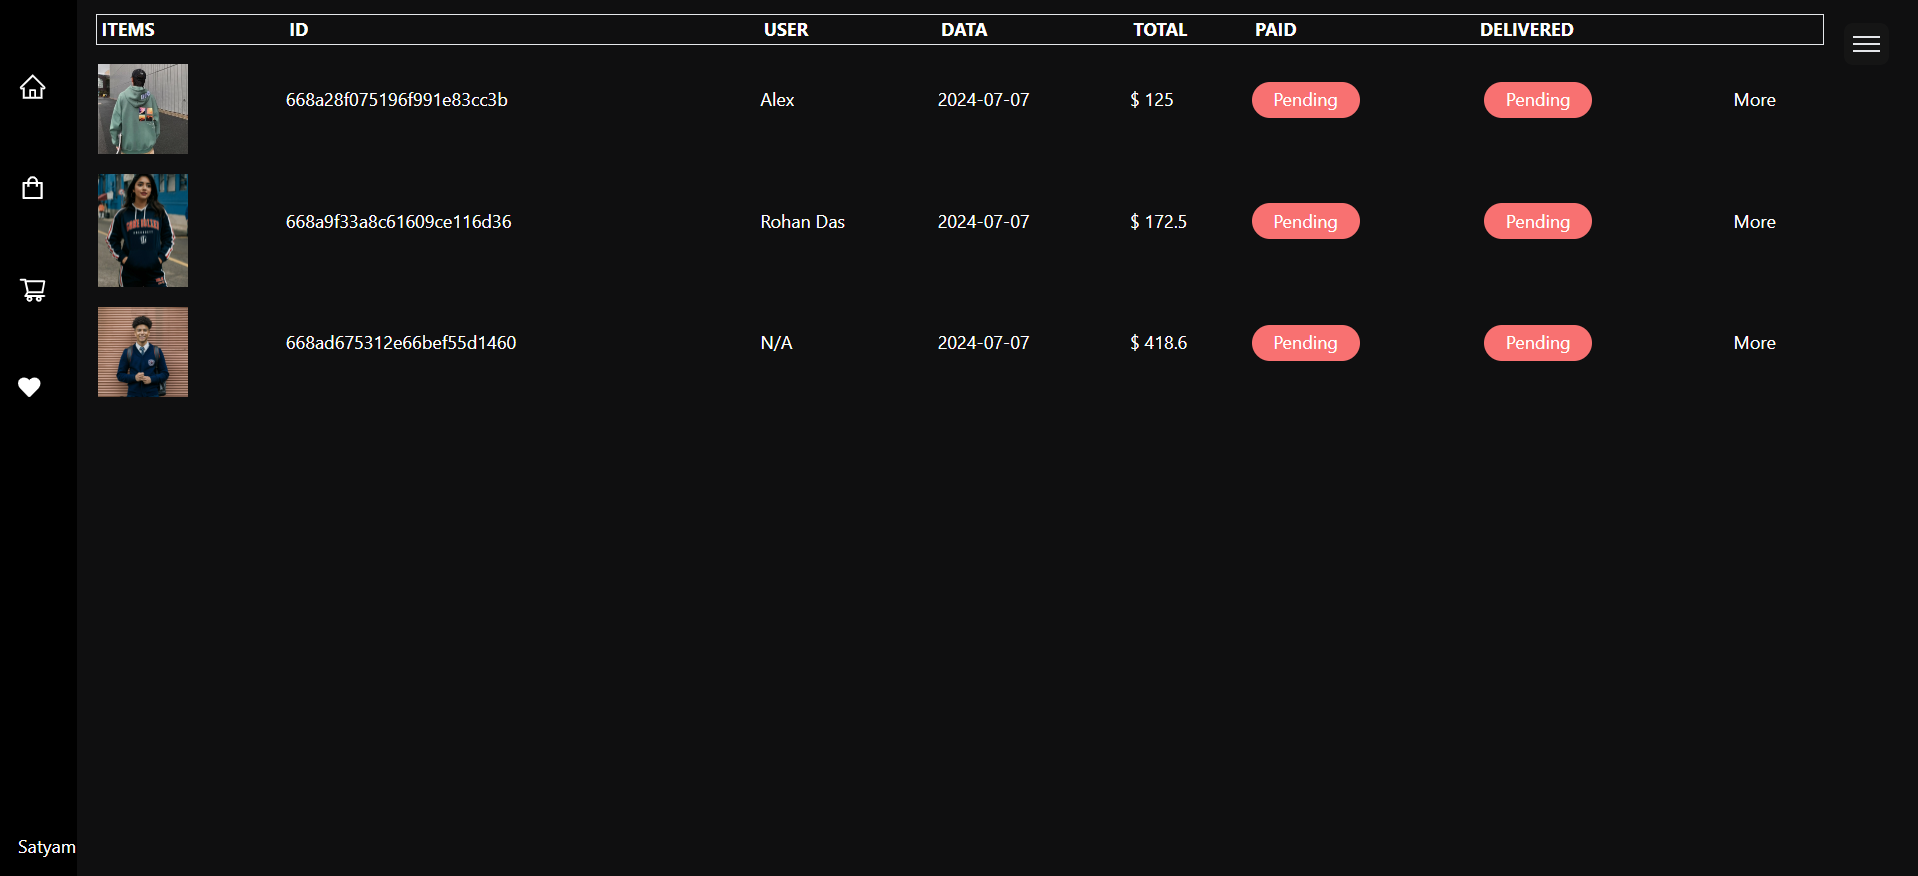 ITEMS ID USER DATA TOTAL PAID DELIVERED
668a28f075196f991e83cc3b Alex 2024-07-07 $ 125 Pending Pending More
668a9f33a8c61609ce116d36 Rohan Das 2024-07-07 $ 172.5 Pending Pending More
668ad675312e66bef55d1460 N/A 2024-07-07 $ 418.6 Pending Pending More
Satyam